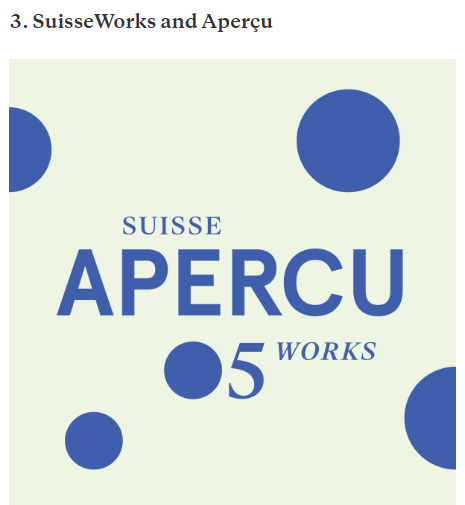 3. SuisseWorks and Aperçu
SUISSE
APERCU
5 WORKS